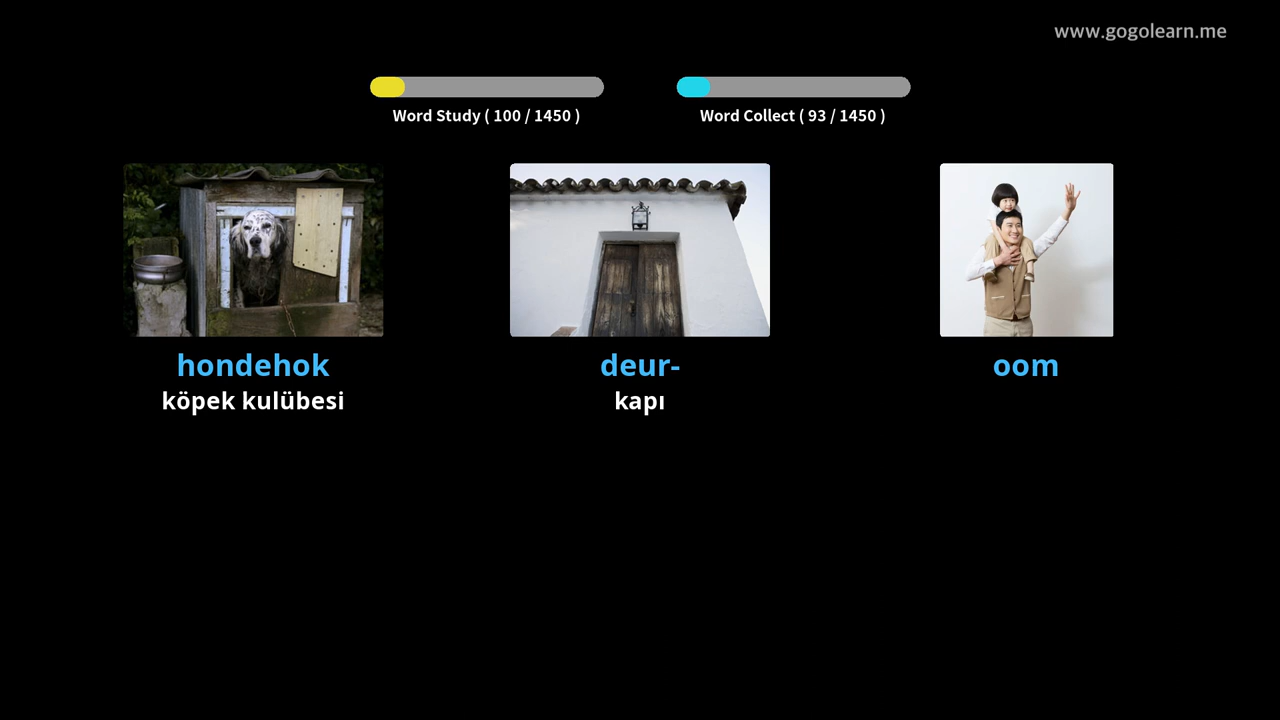 www.gogolearn.me
Word Study ( 100 / 1450 )
Word Collect ( 93 / 1450 )
hondehok
köpek kulübesi
deur-
kapı
oom